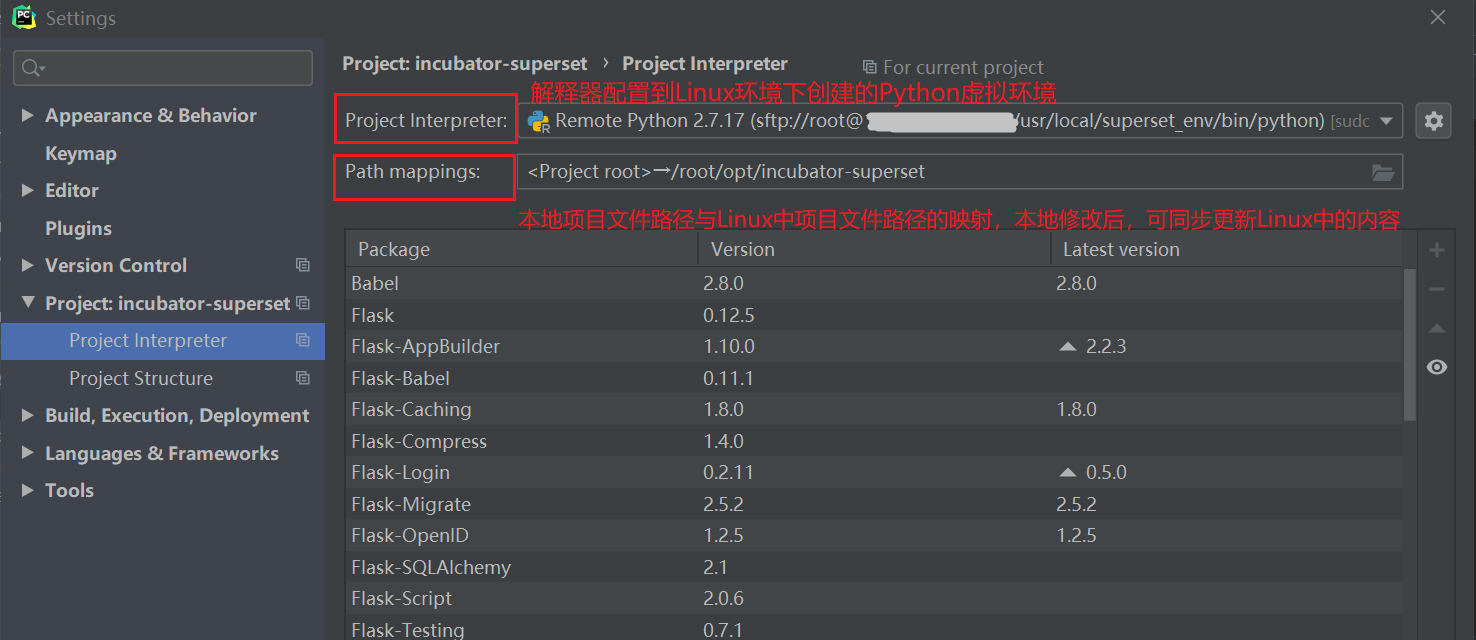 PC
Settings
Project: incubator-superset › Project Interpreter
For current project
解释器配置到Linux环境下创建的Python虚拟环境
Appearance & Behavior
Project Interpreter:
Remote Python 2.7.17 (sftp://root@
/usr/local/superset_env/bin/python) [sudc
Keymap
Path mappings:
<Project root>→/root/opt/incubator-superset
Editor
本地项目文件路径与Linux中项目文件路径的映射，本地修改后，可同步更新Linux中的内容
Plugins
Version Control
Project: incubator-superset
Project Interpreter
Project Structure
Build, Execution, Deployment
Languages & Frameworks
Tools
Package Version Latest version
Babel 2.8.0 2.8.0
Flask 0.12.5
Flask-AppBuilder 1.10.0 ▲ 2.2.3
Flask-Babel 0.11.1
Flask-Caching 1.8.0 1.8.0
Flask-Compress 1.4.0
Flask-Login 0.2.11 ▲ 0.5.0
Flask-Migrate 2.5.2 2.5.2
Flask-OpenID 1.2.5 1.2.5
Flask-SQLAlchemy 2.1
Flask-Script 2.0.6
Flask-Testing 0.7.1